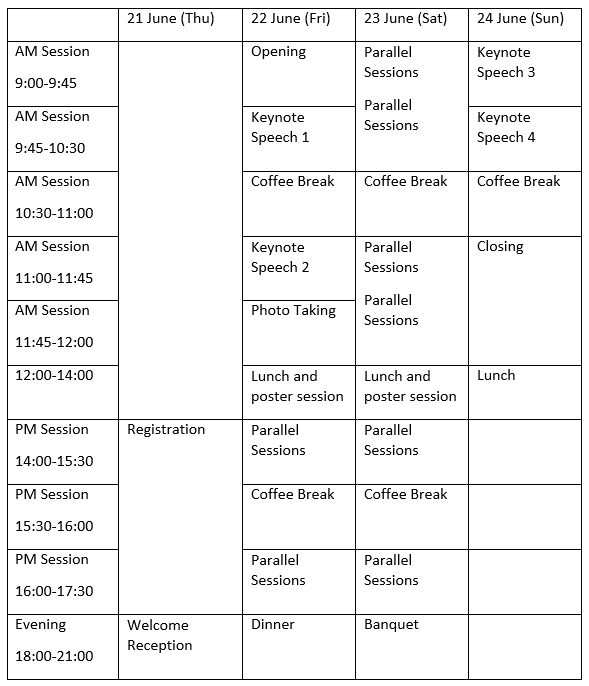 21 June (Thu) 22 June (Fri) 23 June (Sat) 24 June (Sun)
AM Session
9:00-9:45
Opening
Parallel
Sessions
Parallel
Sessions
Keynote
Speech 3
AM Session
9:45-10:30
Keynote
Speech 1
Keynote
Speech 4
AM Session
10:30-11:00
Coffee Break
Coffee Break
Coffee Break
AM Session
11:00-11:45
Keynote
Speech 2
Parallel
Sessions
Parallel
Sessions
Closing
AM Session
11:45-12:00
Photo Taking
12:00-14:00
Lunch and
poster session
Lunch and
poster session
Lunch
PM Session
14:00-15:30
Registration
Parallel
Sessions
Parallel
Sessions
PM Session
15:30-16:00
Coffee Break
Coffee Break
PM Session
16:00-17:30
Parallel
Sessions
Parallel
Sessions
Evening
18:00-21:00
Welcome
Reception
Dinner
Banquet